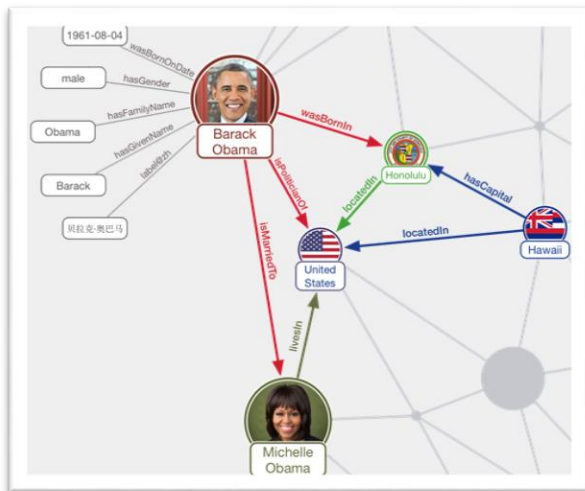 1961-08-04
wasBornOnDate
male
hasGender
hasFamilyName
Obama
hasGivenName
Barack
label@zh
贝拉克·奥巴马
Barack
Obama
wasBornIn
isPoliticianOf
isMarriedTo
Honolulu
locatedIn
hasCapital
locatedIn
Hawaii
United
States
livesIn
Michelle
Obama